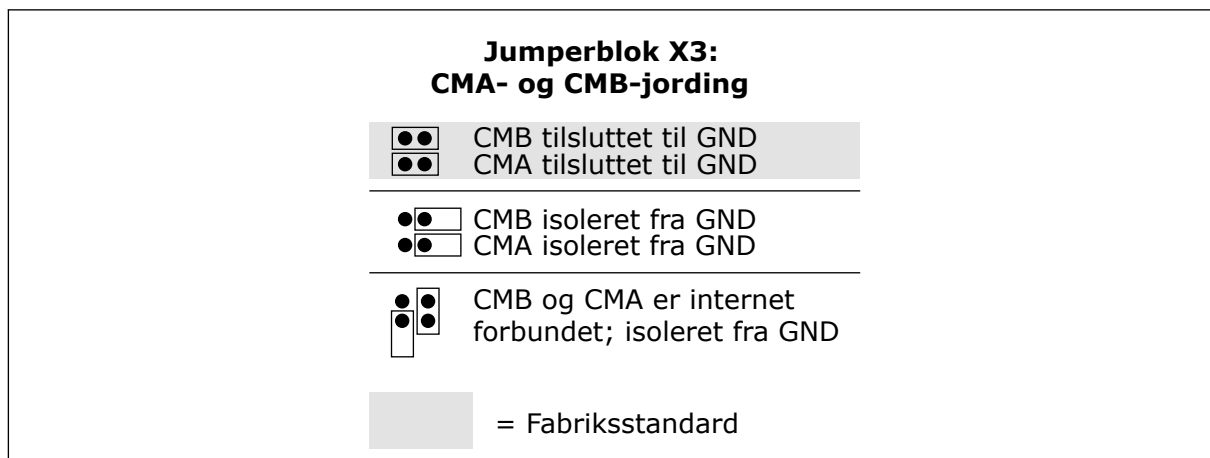 Jumperblok X3:
CMA- og CMB-jording
CMB tilsluttet til GND
CMA tilsluttet til GND
CMB isoleret fra GND
CMA isoleret fra GND
CMB og CMA er internet
forbundet; isoleret fra GND
= Fabriksstandard